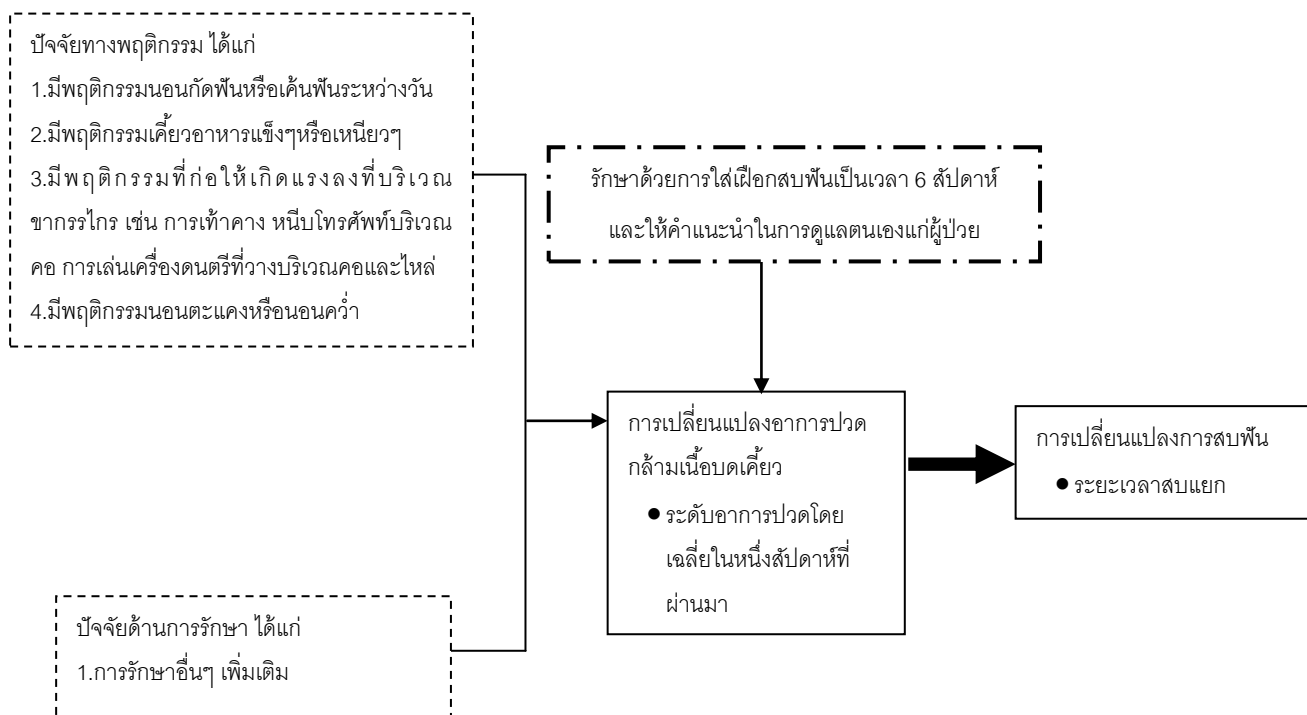 ปัจจัยทางพฤติกรรม ได้แก่
1.มีพฤติกรรมนอนกัดฟันหรือเค้นฟันระหว่างวัน
2.มีพฤติกรรมเคี้ยวอาหารแข็งๆหรือเหนียวๆ
3.มีพฤติกรรมที่ก่อให้เกิดแรงลงที่บริเวณ
ขากรรไกร เช่น การเท้าคาง หนีบโทรศัพท์บริเวณ
คอ การเล่นเครื่องดนตรีที่วางบริเวณคอและไหล่
4.มีพฤติกรรมนอนตะแคงหรือนอนคว่ำ
รักษาด้วยการใส่เฝือกสบฟันเป็นเวลา 6 สัปดาห์
และให้คำแนะนำในการดูแลตนเองแก่ผู้ป่วย
การเปลี่ยนแปลงอาการปวด
กล้ามเนื้อบดเคี้ยว
● ระดับอาการปวดโดย
เฉลี่ยในหนึ่งสัปดาห์ที่
ผ่านมา
การเปลี่ยนแปลงการสบฟัน
● ระยะเวลาสบแยก
ปัจจัยด้านการรักษา ได้แก่
1.การรักษาอื่นๆ เพิ่มเติม